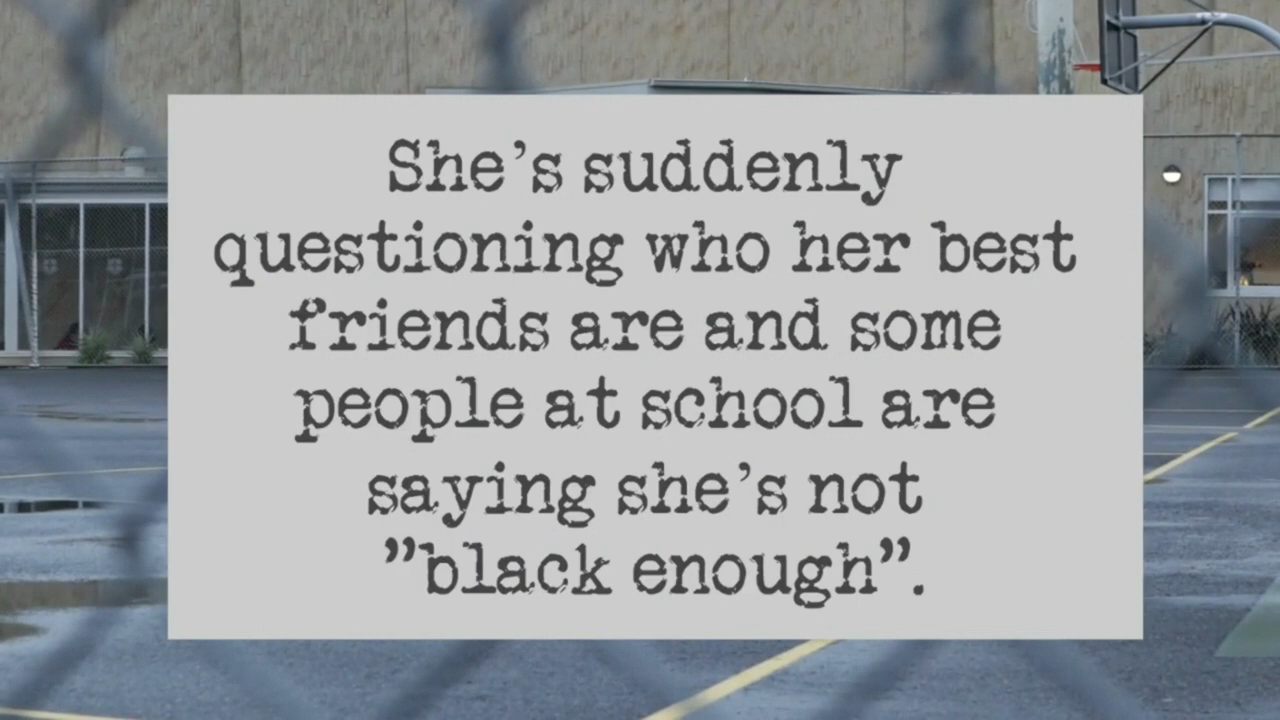 She’s suddenly
questioning who her best
friends are and some
people at school are
saying she’s not
”black enough”.